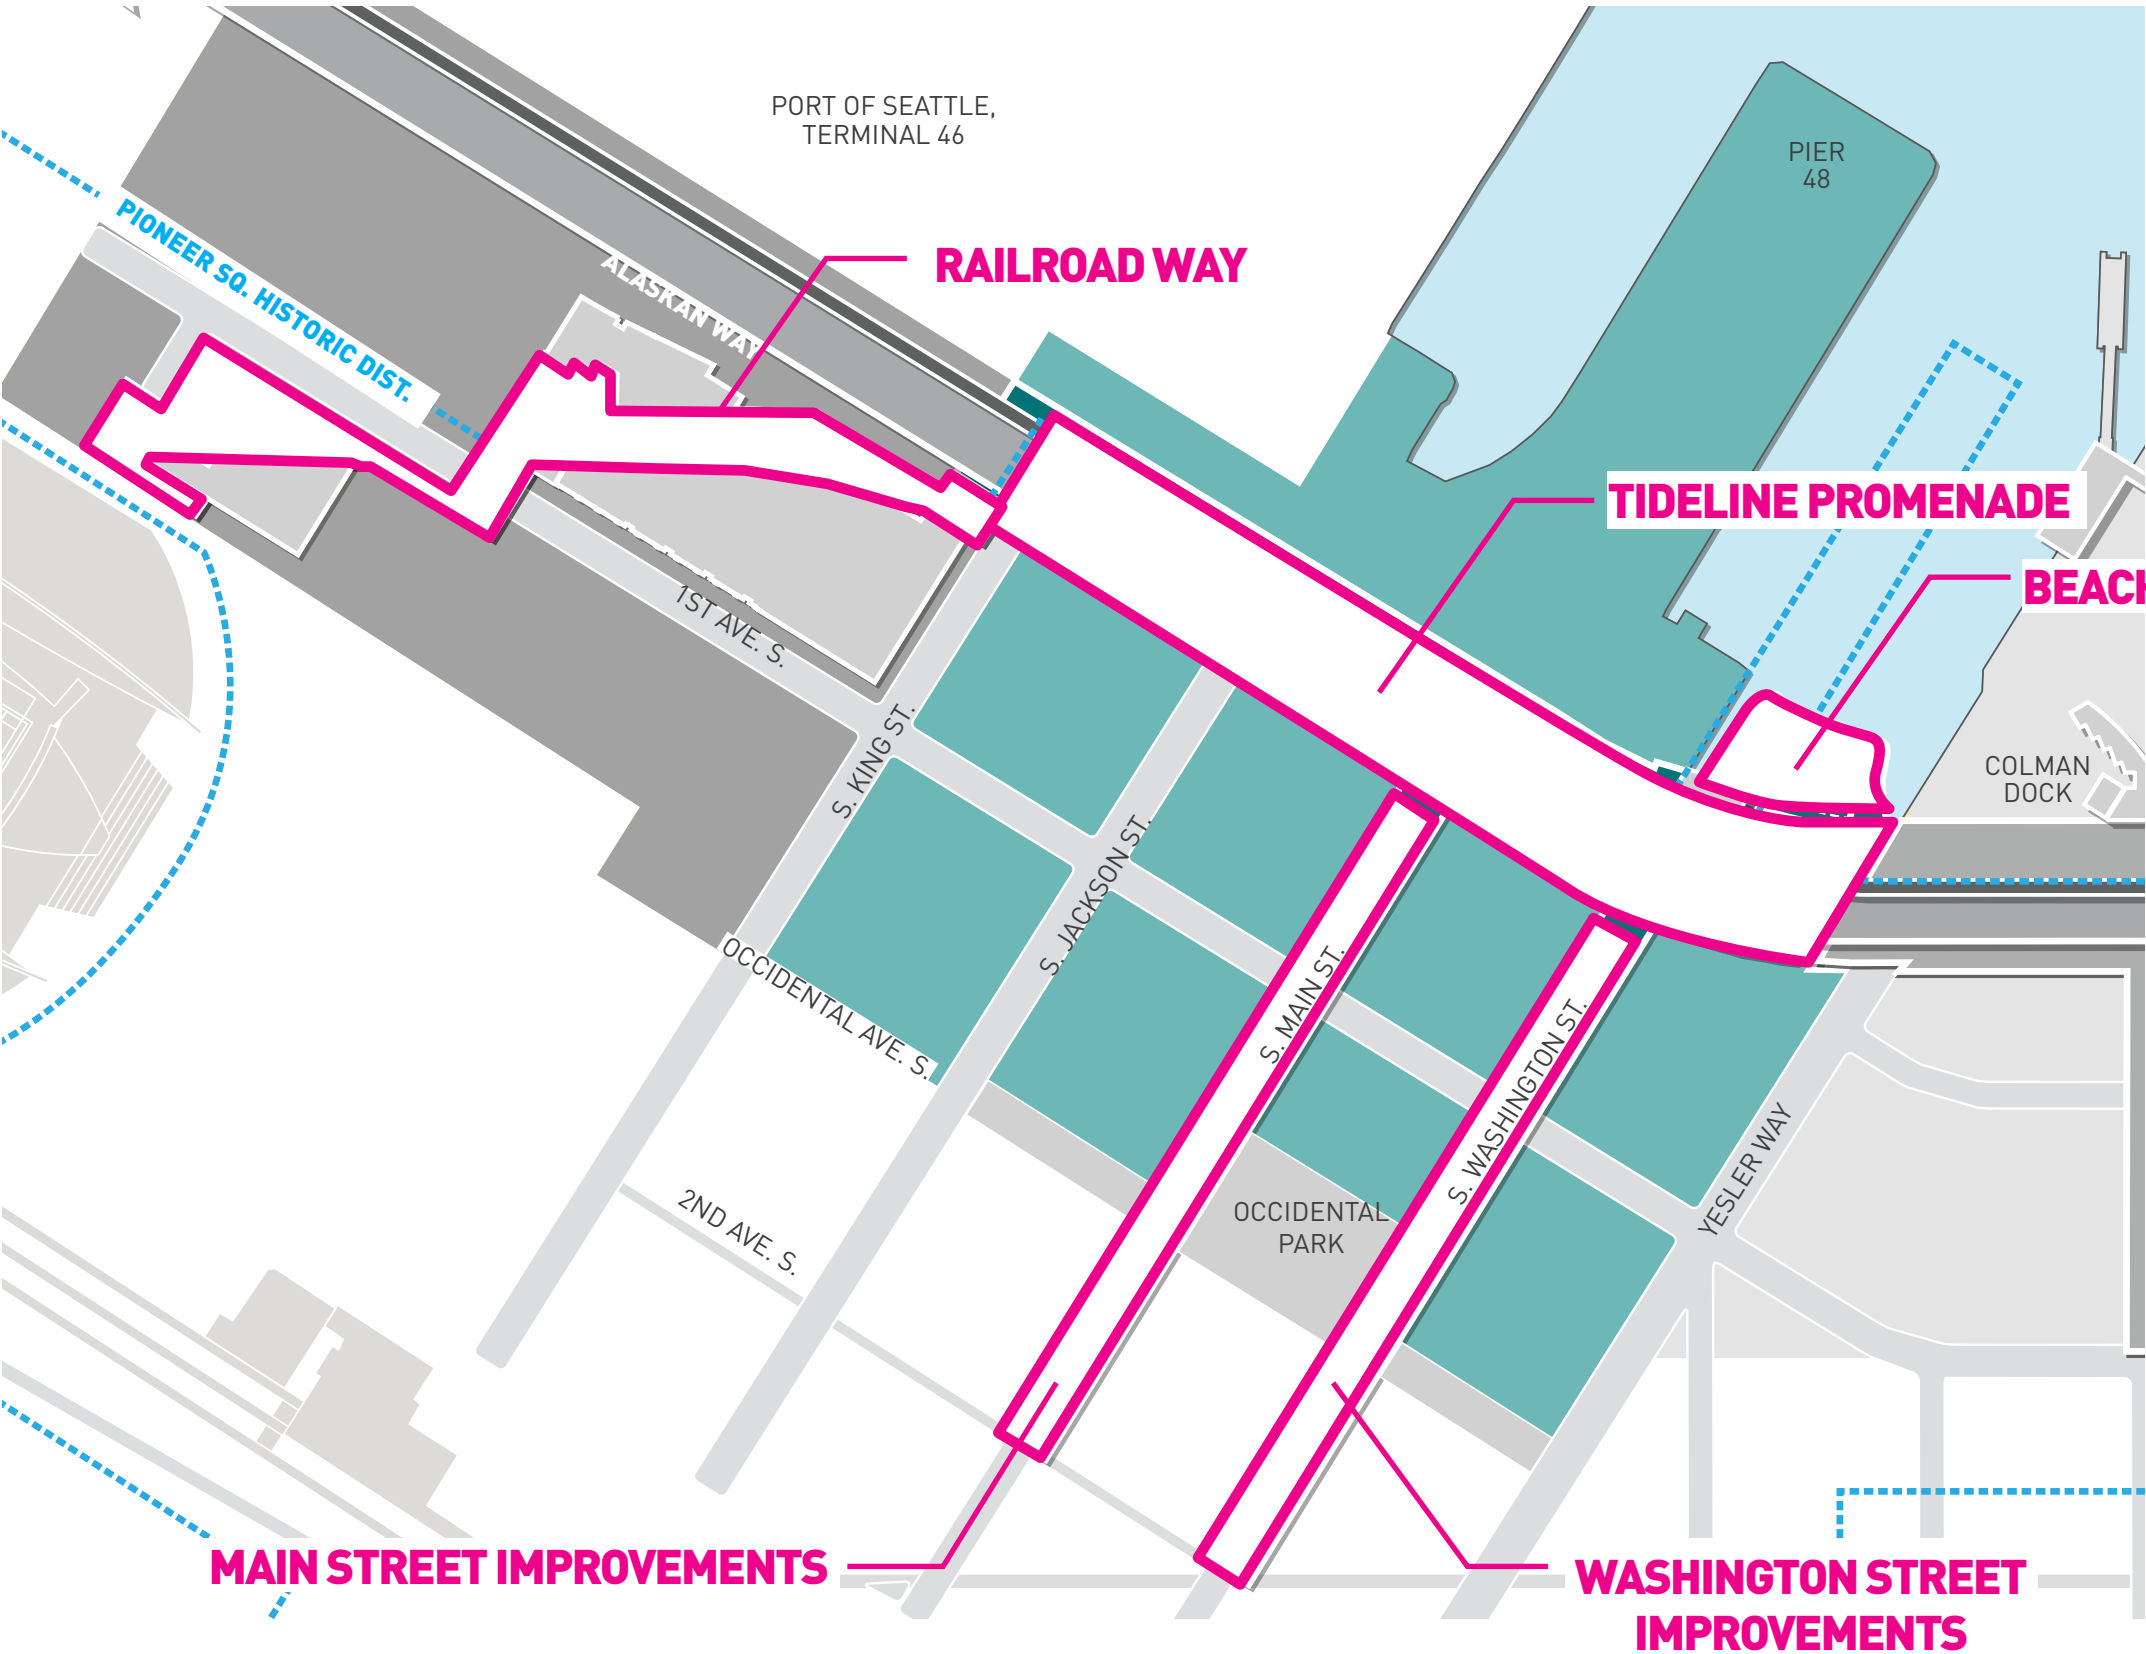 PORT OF SEATTLE,
TERMINAL 46
PIER
48
PIONEER SQ. HISTORIC DIST.
ALASKAN WAY
RAILROAD WAY
TIDELINE PROMENADE
BEACH
1ST AVE. S.
S. KING ST.
COLMAN
DOCK
S. JACKSON ST.
OCCIDENTAL AVE. S.
S. MAIN ST.
S. WASHINGTON ST.
YESLER WAY
2ND AVE. S.
OCCIDENTAL
PARK
MAIN STREET IMPROVEMENTS
WASHINGTON STREET
IMPROVEMENTS